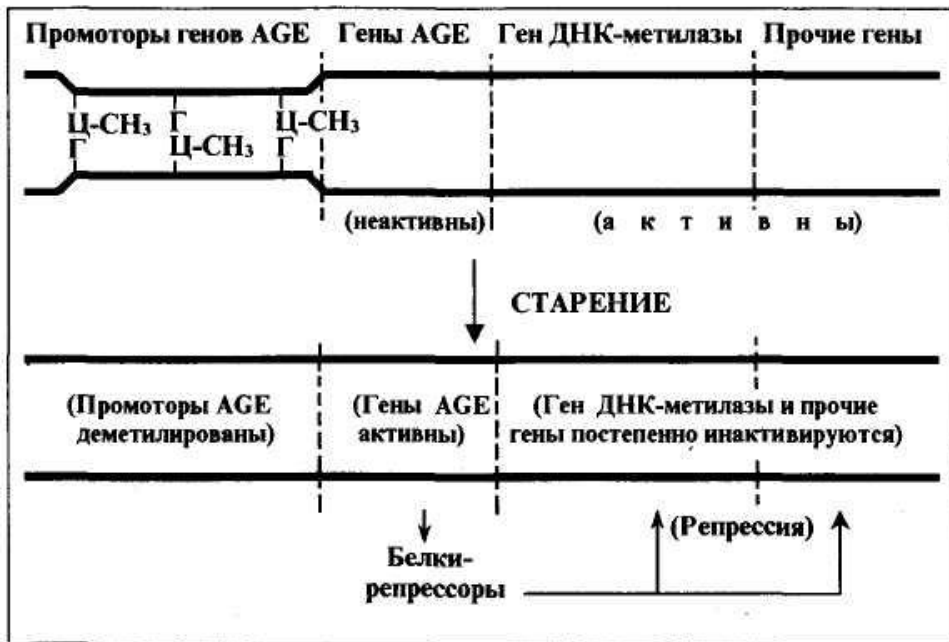 Промоторы генов AGE Гены AGE Ген ДНК-метилазы Прочие гены
Ц-CH₃ Г Ц-CH₃
Г Ц-CH₃ Г
(неактивны) (а к т и в н ы)
СТАРЕНИЕ
(Промоторы AGE (Гены AGE (Ген ДНК-метилазы и прочие
деметилированы) активны) гены постепенно инактивируются)
(Репрессия)
Белки-
репрессоры